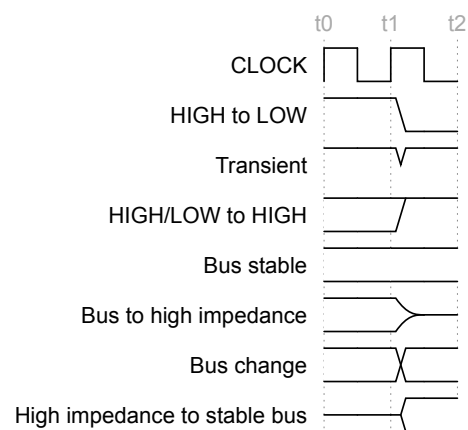 t0 t1 t2
CLOCK
HIGH to LOW
Transient
HIGH/LOW to HIGH
Bus stable
Bus to high impedance
Bus change
High impedance to stable bus